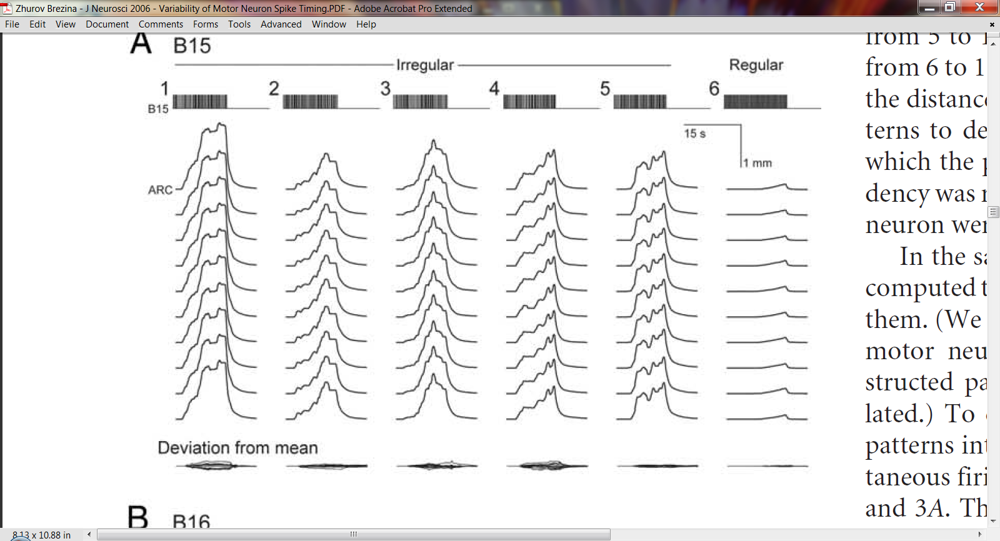 Zhurov Brezina - J Neurosci 2006 - Variability of Motor Neuron Spike Timing.PDF - Adobe Acrobat Pro Extended
File Edit View Document Comments Forms Tools Advanced Window Help
A B15
Irregular Regular
1 2 3 4 5 6
B15
15 s
1 mm
ARC
Deviation from mean
B B16
from 5 to
from 6 to 1
the distanc
terns to de
which the
dency was
neuron wer
In the sa
computed t
them. (We
motor neu
structed pa
lated.) To
patterns int
taneous firi
and 3A. Th
8.13 x 10.88 in